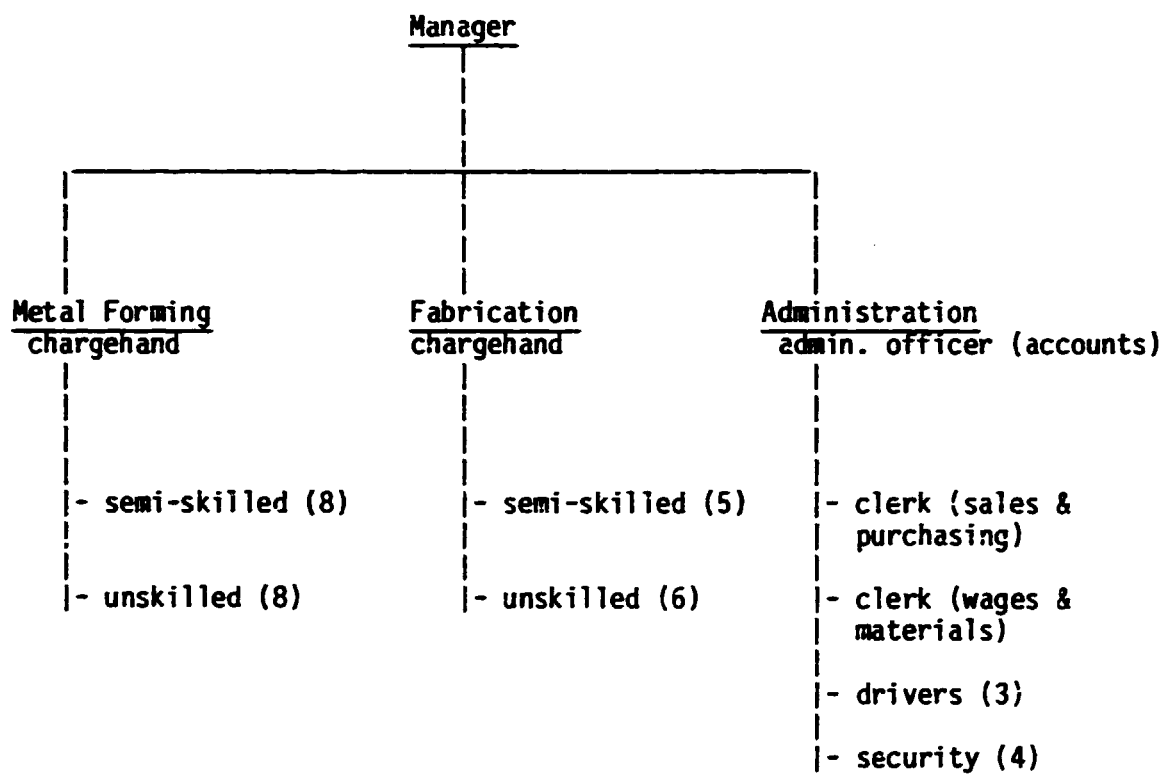 Manager
Metal Forming
chargehand
Fabrication
chargehand
Administration
admin. officer (accounts)
- semi-skilled (8)
- unskilled (8)
- semi-skilled (5)
- unskilled (6)
- clerk (sales &
purchasing)
- clerk (wages &
materials)
- drivers (3)
- security (4)